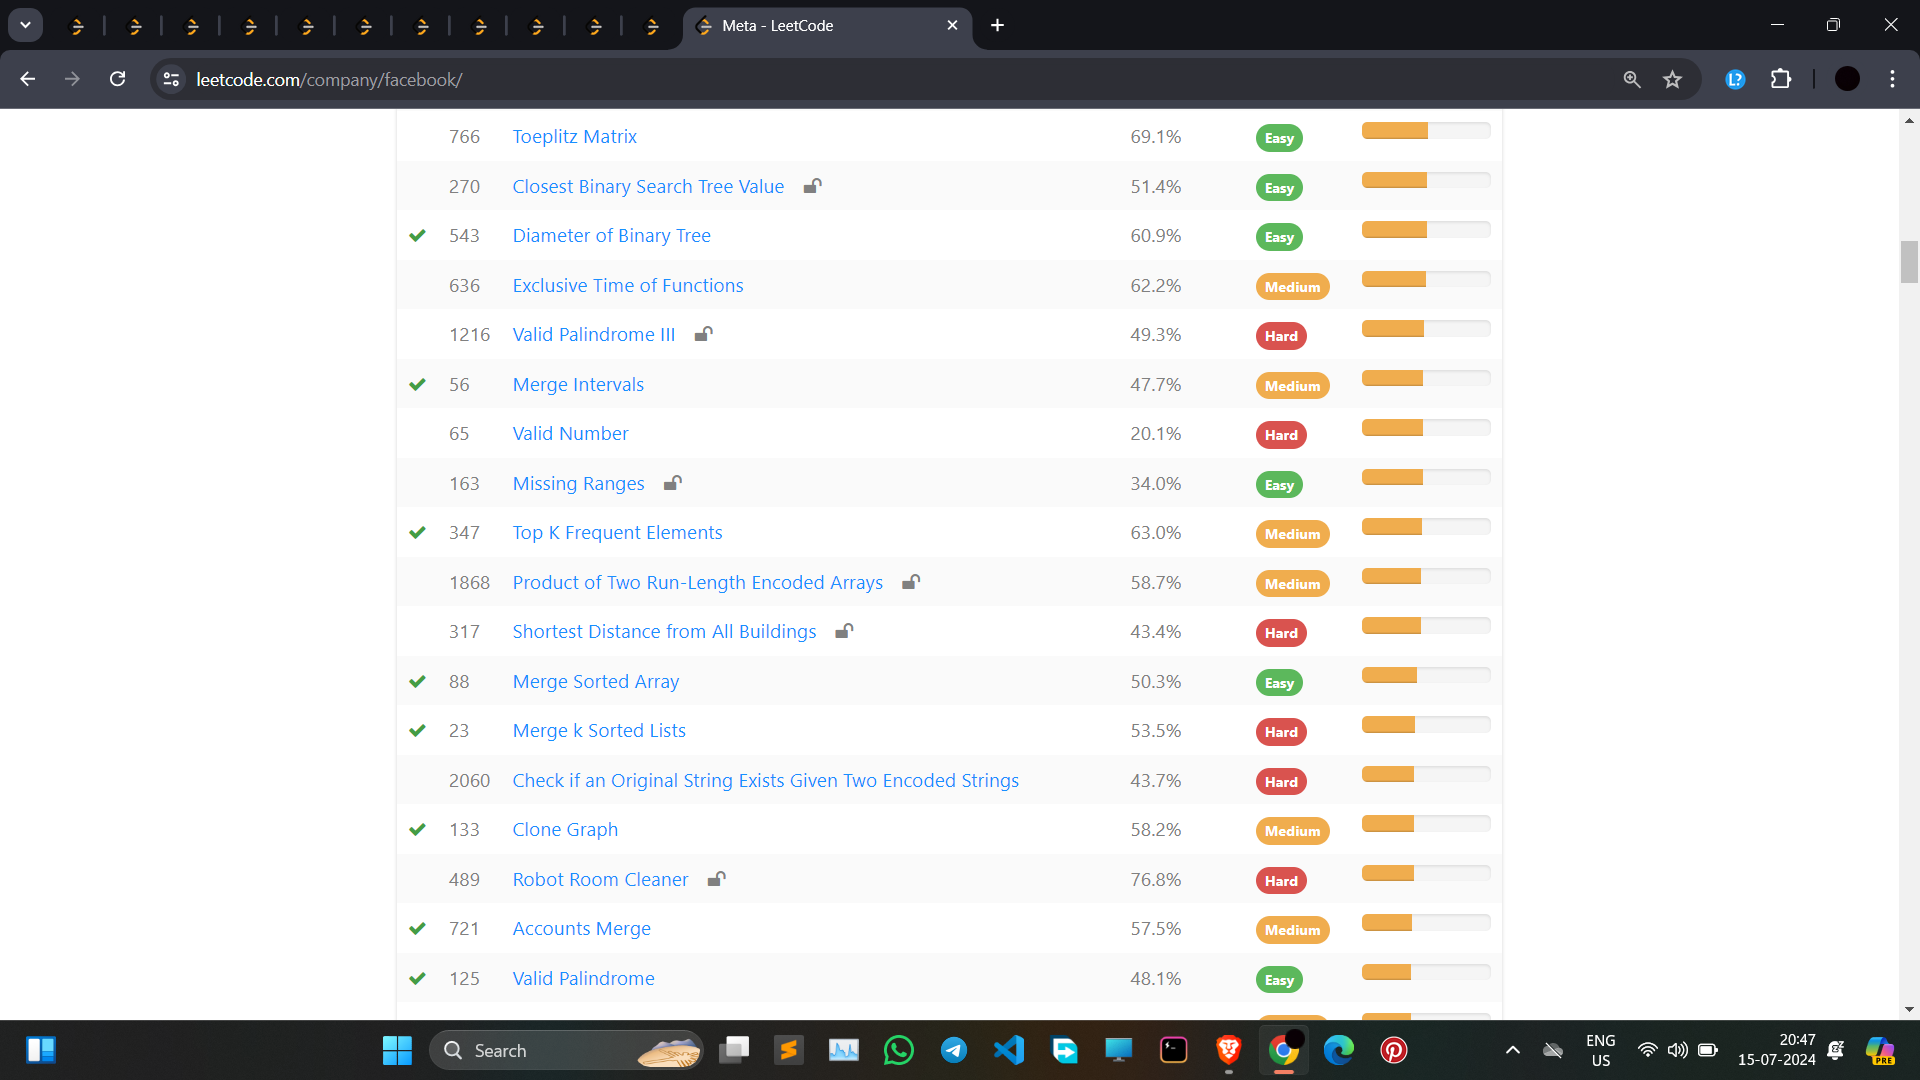 Meta - LeetCode
leetcode.com/company/facebook/
766 Toeplitz Matrix 69.1% Easy
270 Closest Binary Search Tree Value 51.4% Easy
543 Diameter of Binary Tree 60.9% Easy
636 Exclusive Time of Functions 62.2% Medium
1216 Valid Palindrome III 49.3% Hard
56 Merge Intervals 47.7% Medium
65 Valid Number 20.1% Hard
163 Missing Ranges 34.0% Easy
347 Top K Frequent Elements 63.0% Medium
1868 Product of Two Run-Length Encoded Arrays 58.7% Medium
317 Shortest Distance from All Buildings 43.4% Hard
88 Merge Sorted Array 50.3% Easy
23 Merge k Sorted Lists 53.5% Hard
2060 Check if an Original String Exists Given Two Encoded Strings 43.7% Hard
133 Clone Graph 58.2% Medium
489 Robot Room Cleaner 76.8% Hard
721 Accounts Merge 57.5% Medium
125 Valid Palindrome 48.1% Easy
Search
ENG
US
20:47
15-07-2024
PRE